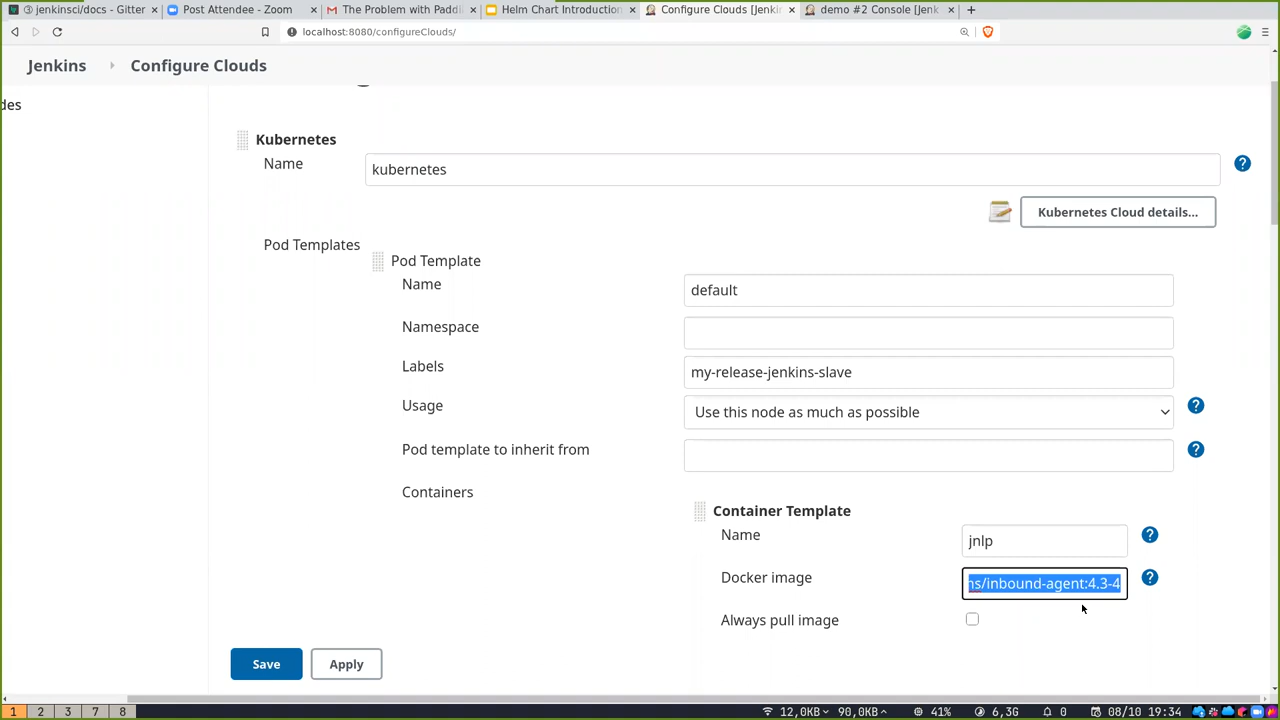 ③ jenkinsci/docs - Gitter
Post Attendee - Zoom
The Problem with Paddi
Helm Chart Introduction
Configure Clouds [Jenki
demo #2 Console [Jenk
localhost:8080/configureClouds/
Jenkins
Configure Clouds
des
Kubernetes
Name
kubernetes
Kubernetes Cloud details...
Pod Templates
Pod Template
Name
default
Namespace
Labels
my-release-jenkins-slave
Usage
Use this node as much as possible
Pod template to inherit from
Containers
Container Template
Name
jnlp
Docker image
ns/inbound-agent:4.3-4
Always pull image
Save
Apply
1 2 3 7 8
12,0KB 90,0KB 41% 6,3G 0 08/10 19:34